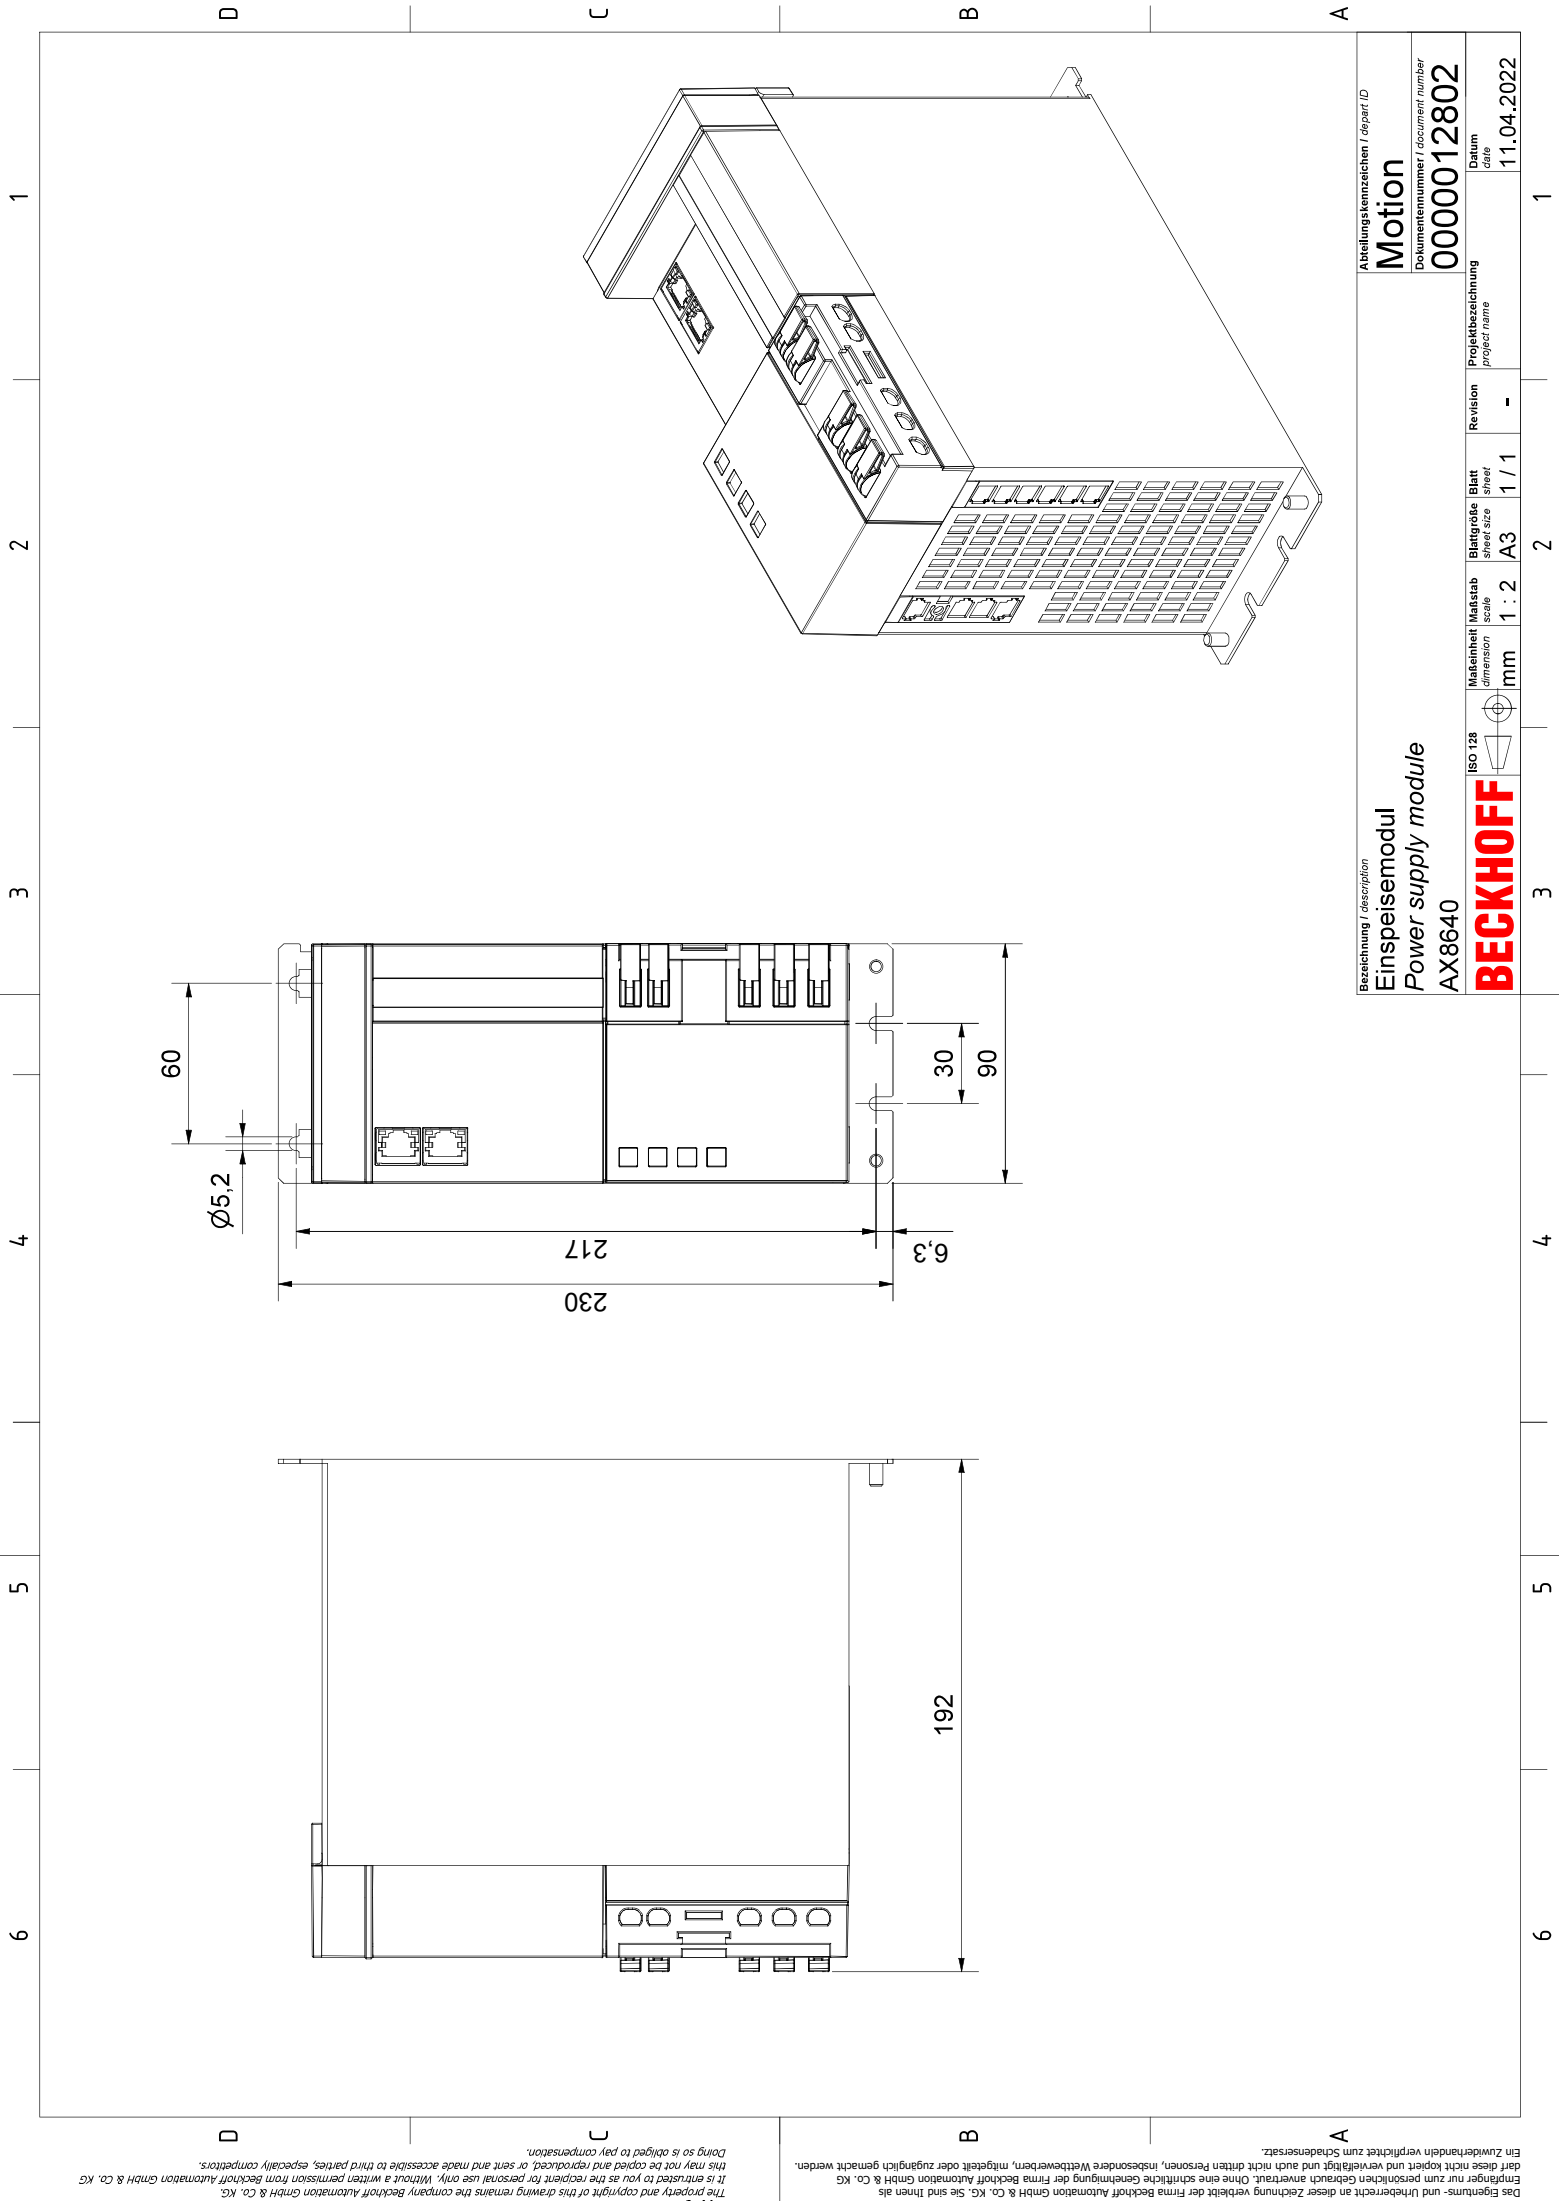 D
C
B
A
1
2
3
4
5
6
1
2
3
4
5
6
D
C
B
A
60
Ø5,2
217
230
6,3
30
90
192
Bezeichnung / description
Einspeisemodul
Power supply module
AX8640
Abteilungskennzeichen / depart ID
Motion
Dokumentennummer / document number
0000012802
BECKHOFF
ISO 128
Maßeinheit
dimension
mm
Maßstab
scale
1 : 2
Blattgröße
sheet size
A3
Blatt
sheet
1 / 1
Revision
-
Projektbezeichnung
project name
Datum
date
11.04.2022
Das Eigentums- und Urheberrecht an dieser Zeichnung verbleibt der Firma Beckhoff Automation GmbH & Co. KG. Sie sind Ihnen als
Empfänger nur zum persönlichen Gebrauch anvertraut. Ohne eine schriftliche Genehmigung der Firma Beckhoff Automation GmbH & Co. KG
darf diese nicht kopiert und vervielfältigt und auch nicht dritten Personen, insbesondere Wettbewerbern, mitgeteilt oder zugänglich gemacht werden.
Ein Zuwiderhandeln verpflichtet zum Schadensersatz.
The property and copyright of this drawing remains the company Beckhoff Automation GmbH & Co. KG.
It is entrusted to you as the recipient for personal use only. Without a written permission from Beckhoff Automation GmbH & Co. KG
this may not be copied and reproduced, or sent and made accessible to third parties, especially competitors.
Doing so is obliged to pay compensation.